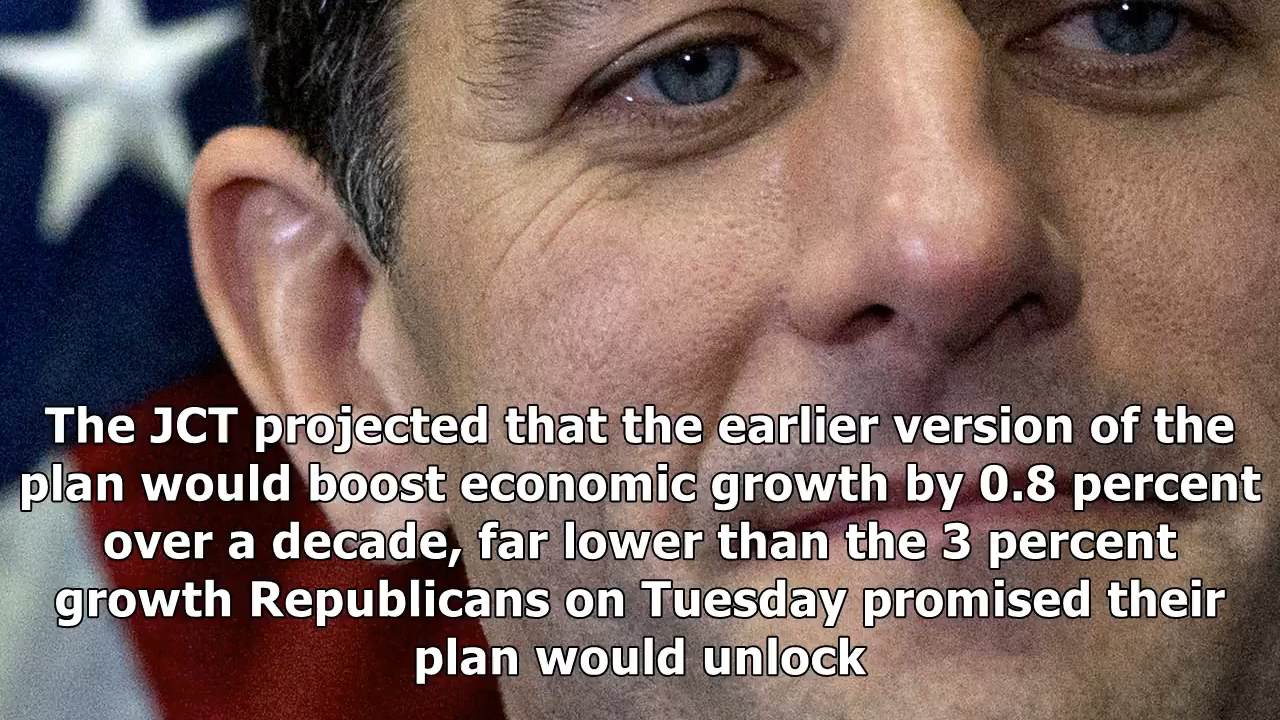 The JCT projected that the earlier version of the
plan would boost economic growth by 0.8 percent
over a decade, far lower than the 3 percent
growth Republicans on Tuesday promised their
plan would unlock